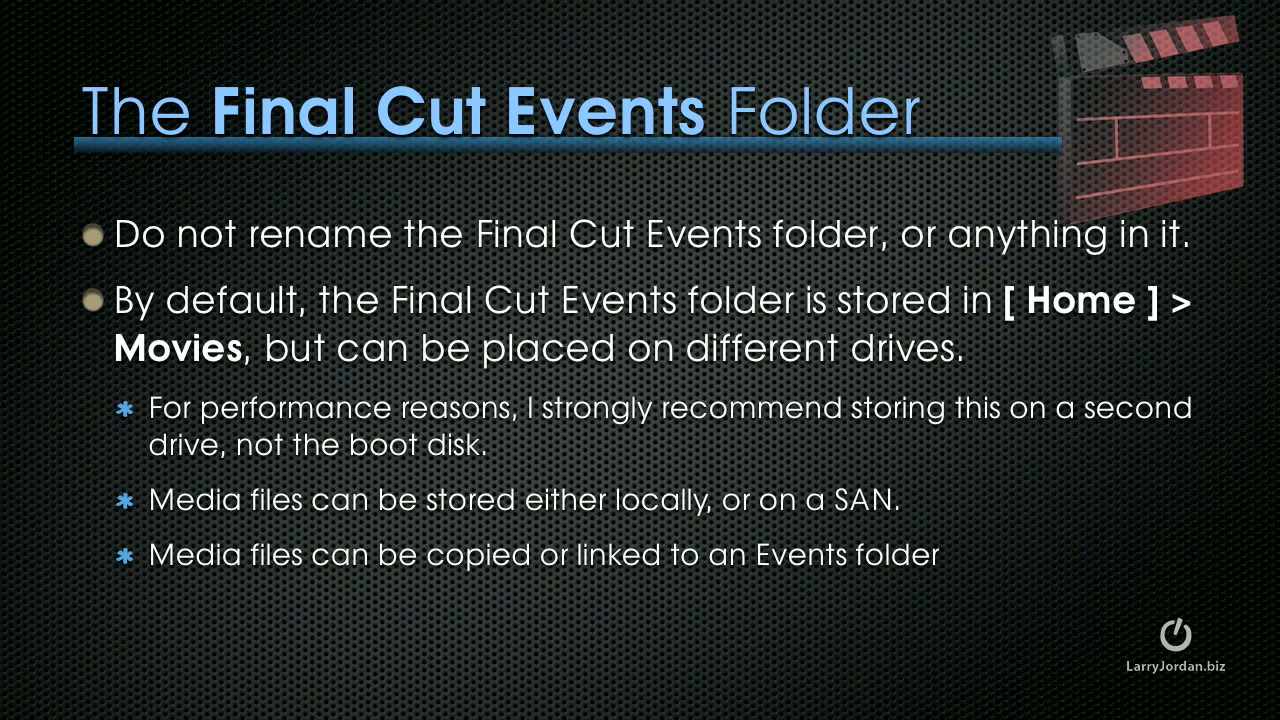 The Final Cut Events Folder
Do not rename the Final Cut Events folder, or anything in it.
By default, the Final Cut Events folder is stored in [ Home ] >
Movies, but can be placed on different drives.
For performance reasons, I strongly recommend storing this on a second
drive, not the boot disk.
Media files can be stored either locally, or on a SAN.
Media files can be copied or linked to an Events folder
LarryJordan.biz